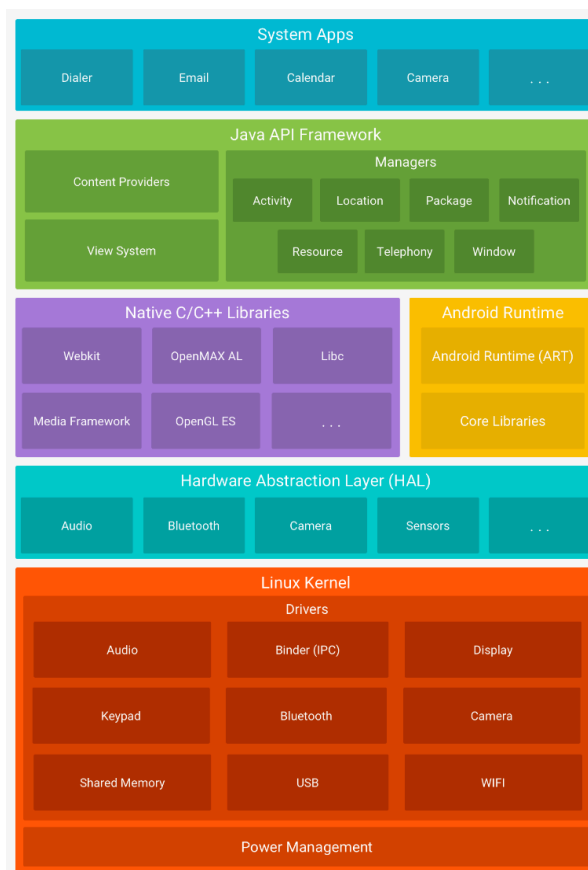 System Apps
Dialer
Email
Calendar
Camera
. . .
Java API Framework
Content Providers
View System
Managers
Activity
Location
Package
Notification
Resource
Telephony
Window
Native C/C++ Libraries
Webkit
OpenMAX AL
Libc
Media Framework
OpenGL ES
. . .
Android Runtime
Android Runtime (ART)
Core Libraries
Hardware Abstraction Layer (HAL)
Audio
Bluetooth
Camera
Sensors
. . .
Linux Kernel
Drivers
Audio
Binder (IPC)
Display
Keypad
Bluetooth
Camera
Shared Memory
USB
WIFI
Power Management